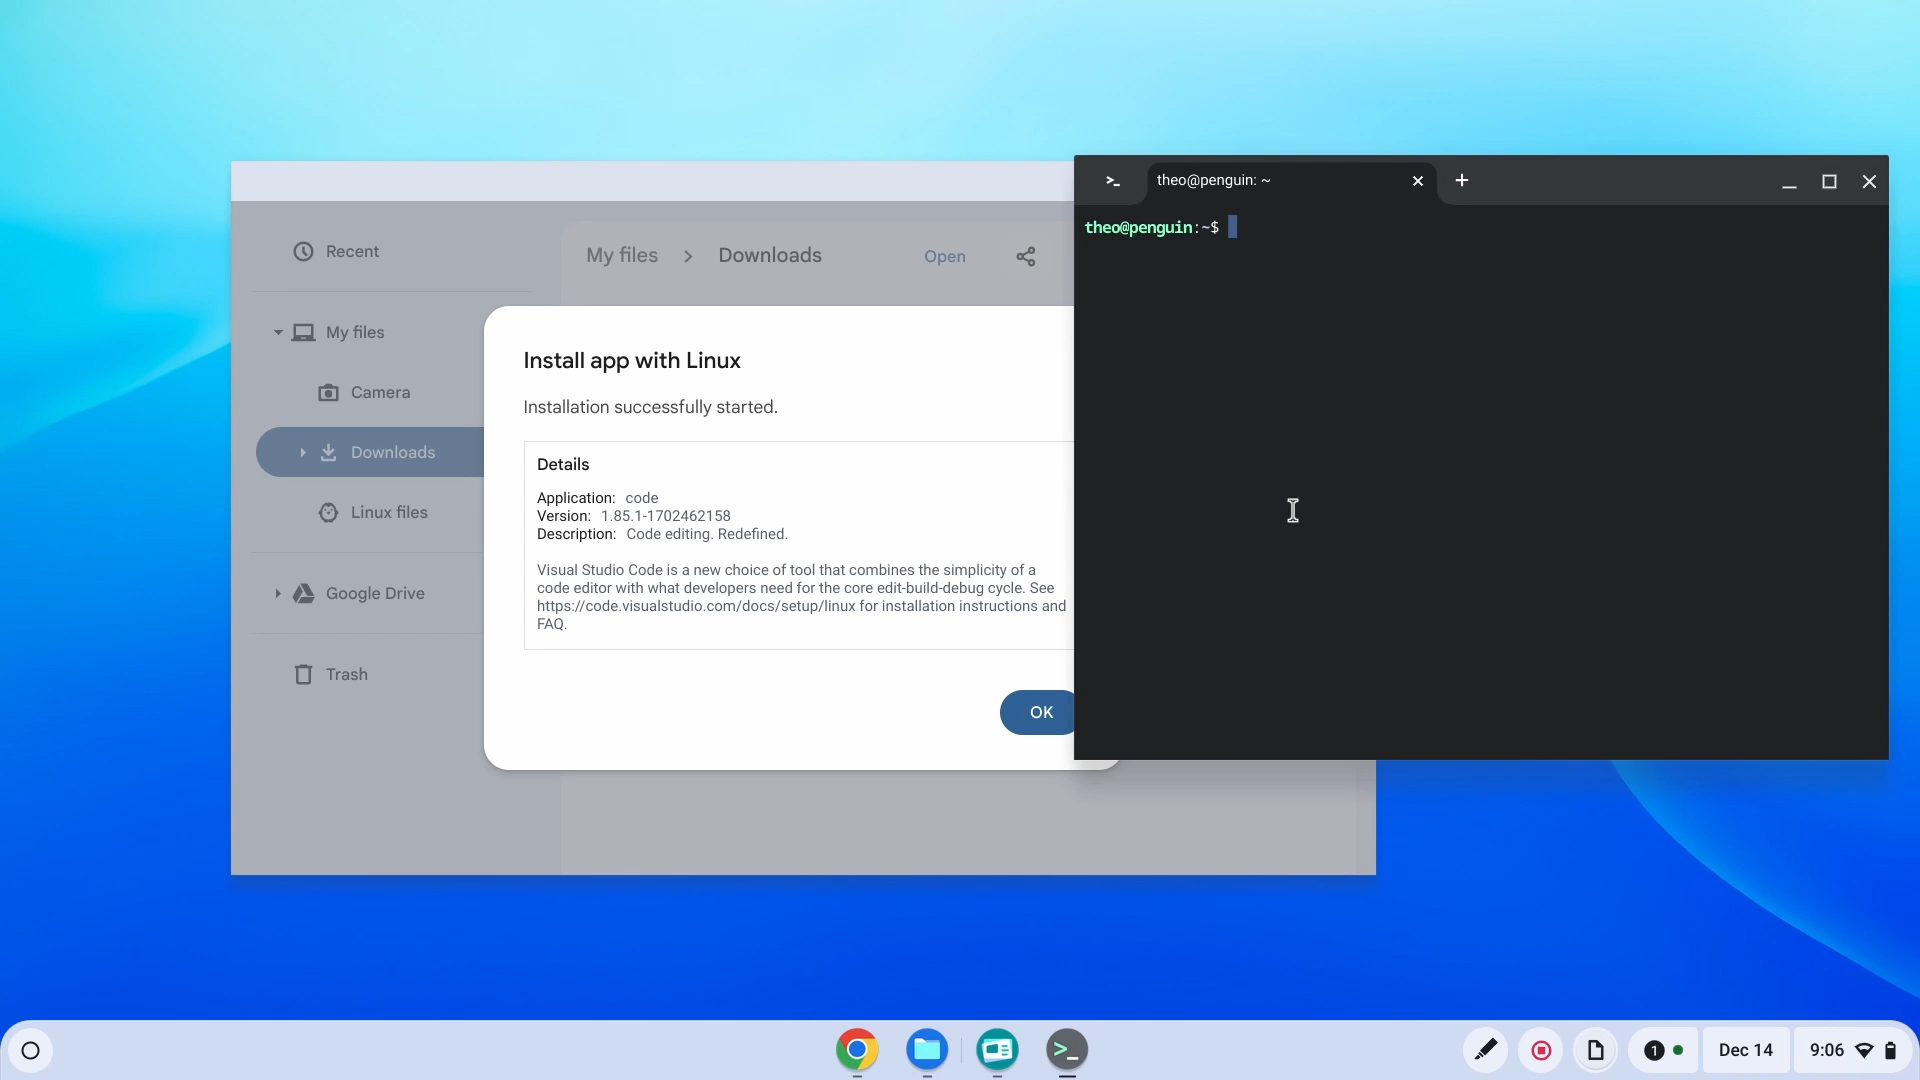 Recent
My files
Camera
Downloads
Linux files
Google Drive
Trash
My files > Downloads
Open
Install app with Linux
Installation successfully started.
Details
Application: code
Version: 1.85.1-1702462158
Description: Code editing. Redefined.
Visual Studio Code is a new choice of tool that combines the simplicity of a
code editor with what developers need for the core edit-build-debug cycle. See
https://code.visualstudio.com/docs/setup/linux for installation instructions and
FAQ.
OK
>_ theo@penguin: ~
theo@penguin:~$
1
Dec 14
9:06